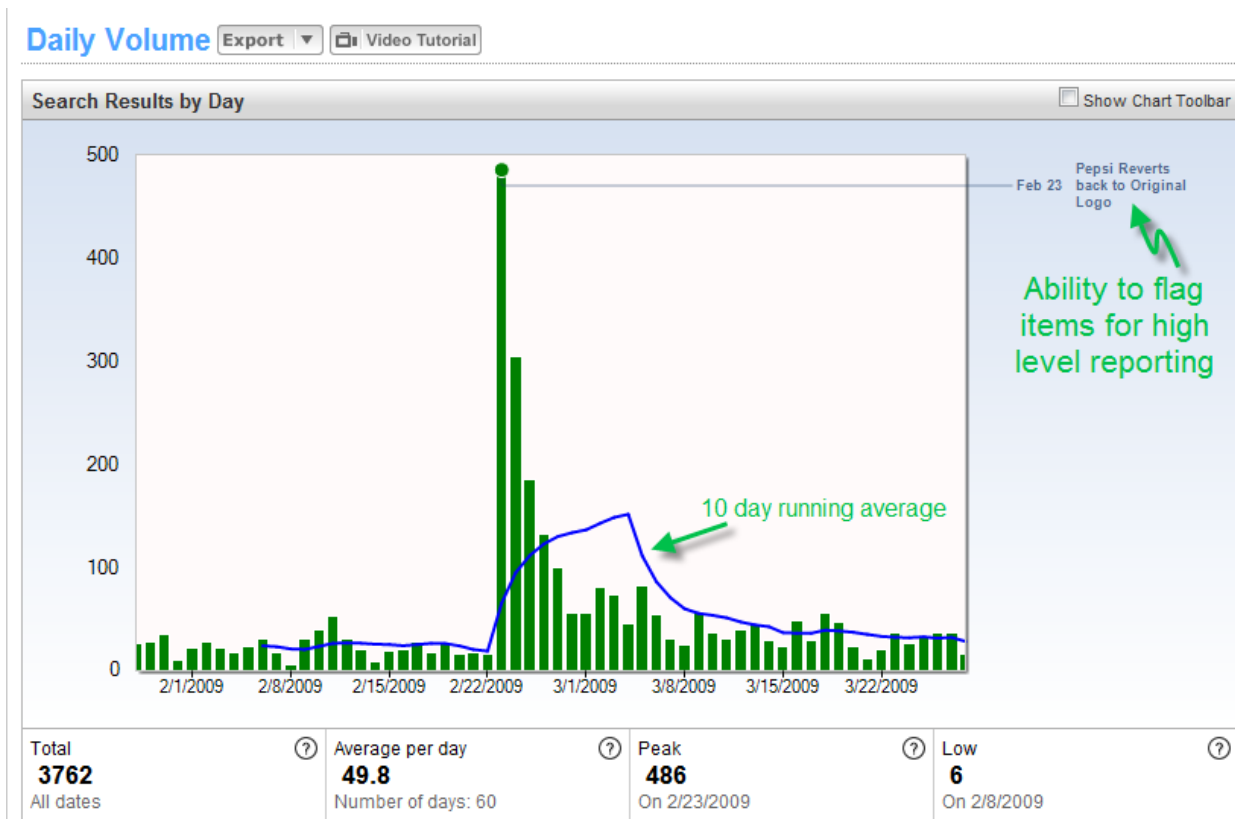 Daily Volume Export Video Tutorial
Search Results by Day Show Chart Toolbar
500
400
300
200
100
0
Feb 23
Pepsi Reverts
back to Original
Logo
Ability to flag
items for high
level reporting
10 day running average
2/1/2009 2/8/2009 2/15/2009 2/22/2009 3/1/2009 3/8/2009 3/15/2009 3/22/2009
Total ? Average per day ? Peak ? Low ?
3762 49.8 486 6
All dates Number of days: 60 On 2/23/2009 On 2/8/2009